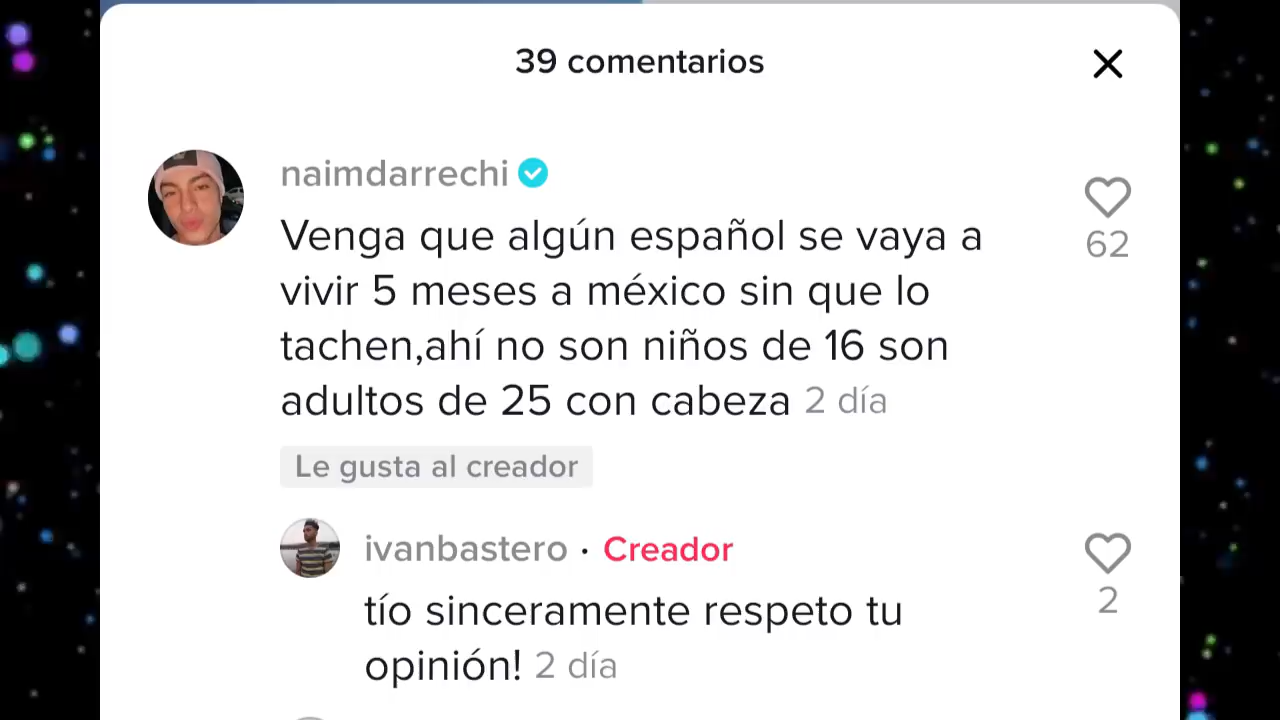 39 comentarios
naimdarrechi
Venga que algún español se vaya a
vivir 5 meses a méxico sin que lo
tachen,ahí no son niños de 16 son
adultos de 25 con cabeza 2 día
62
Le gusta al creador
ivanbastero · Creador
tío sinceramente respeto tu
opinión! 2 día
2